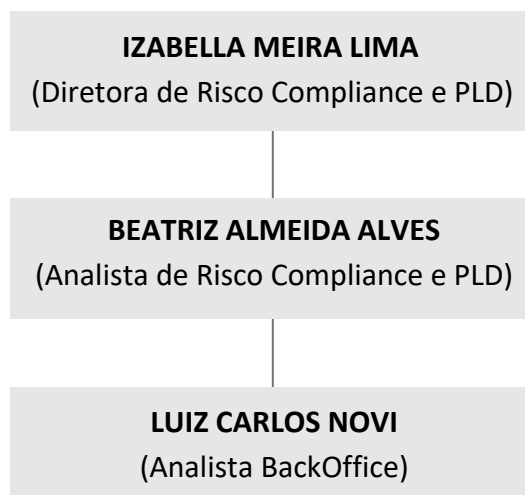 IZABELLA MEIRA LIMA
(Diretora de Risco Compliance e PLD)
BEATRIZ ALMEIDA ALVES
(Analista de Risco Compliance e PLD)
LUIZ CARLOS NOVI
(Analista BackOffice)